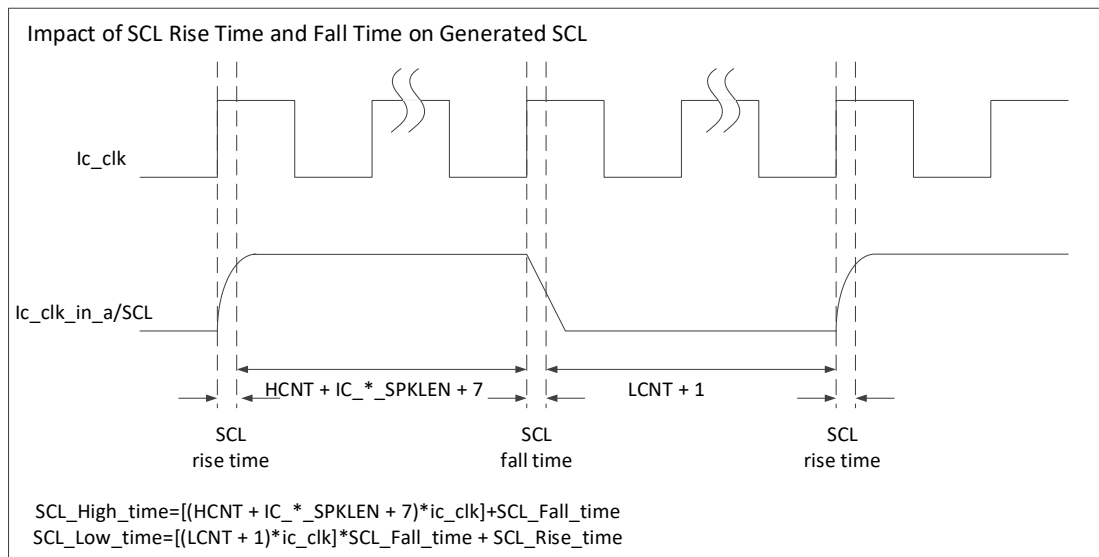 Impact of SCL Rise Time and Fall Time on Generated SCL
Ic_clk
Ic_clk_in_a/SCL
HCNT + IC_*_SPKLEN + 7
LCNT + 1
SCL
rise time
SCL
fall time
SCL
rise time
SCL_High_time=[(HCNT + IC_*_SPKLEN + 7)*ic_clk]+SCL_Fall_time
SCL_Low_time=[(LCNT + 1)*ic_clk]*SCL_Fall_time + SCL_Rise_time